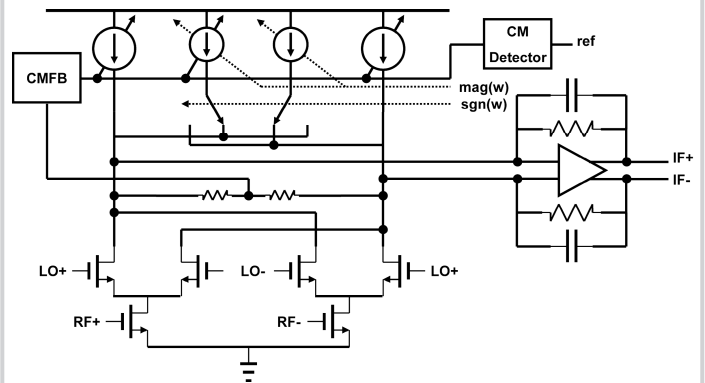 CM
Detector
ref
CMFB
mag(w)
sgn(w)
IF+
IF-
LO+
LO-
LO+
RF+
RF-